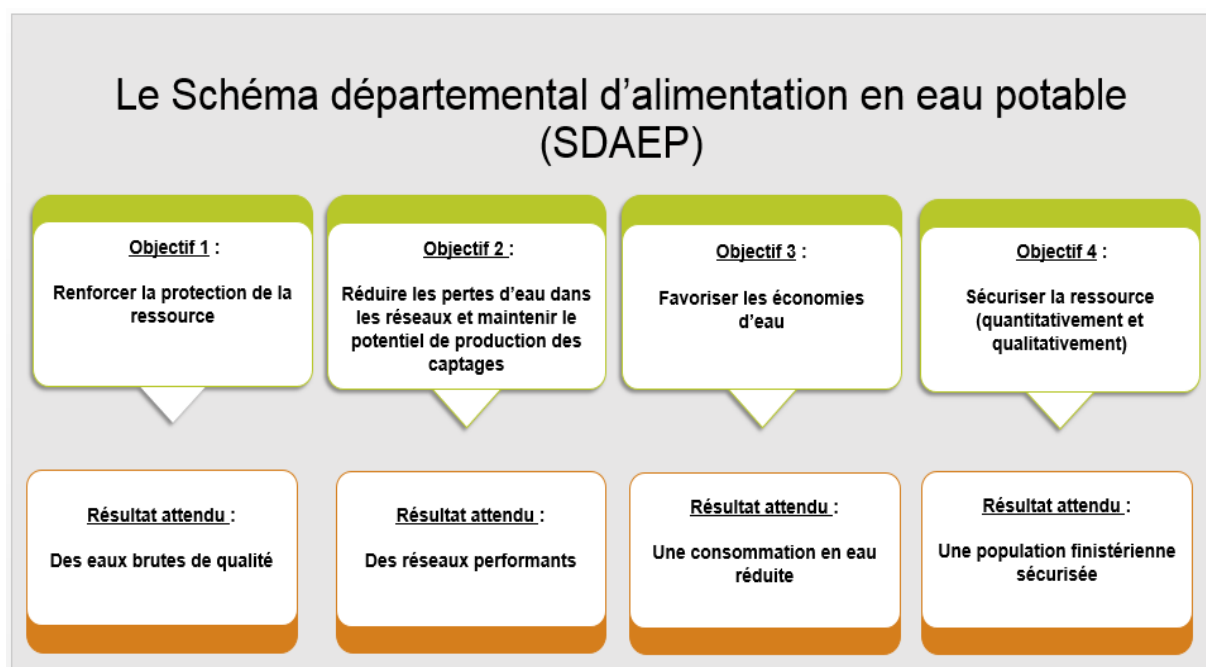 Le Schéma départemental d'alimentation en eau potable
(SDAEP)
Objectif 1 :
Renforcer la protection de la
ressource
Objectif 2 :
Réduire les pertes d'eau dans
les réseaux et maintenir le
potentiel de production des
captages
Objectif 3 :
Favoriser les économies
d'eau
Objectif 4 :
Sécuriser la ressource
(quantitativement et
qualitativement)
Résultat attendu :
Des eaux brutes de qualité
Résultat attendu :
Des réseaux performants
Résultat attendu :
Une consommation en eau
réduite
Résultat attendu :
Une population finistérienne
sécurisée